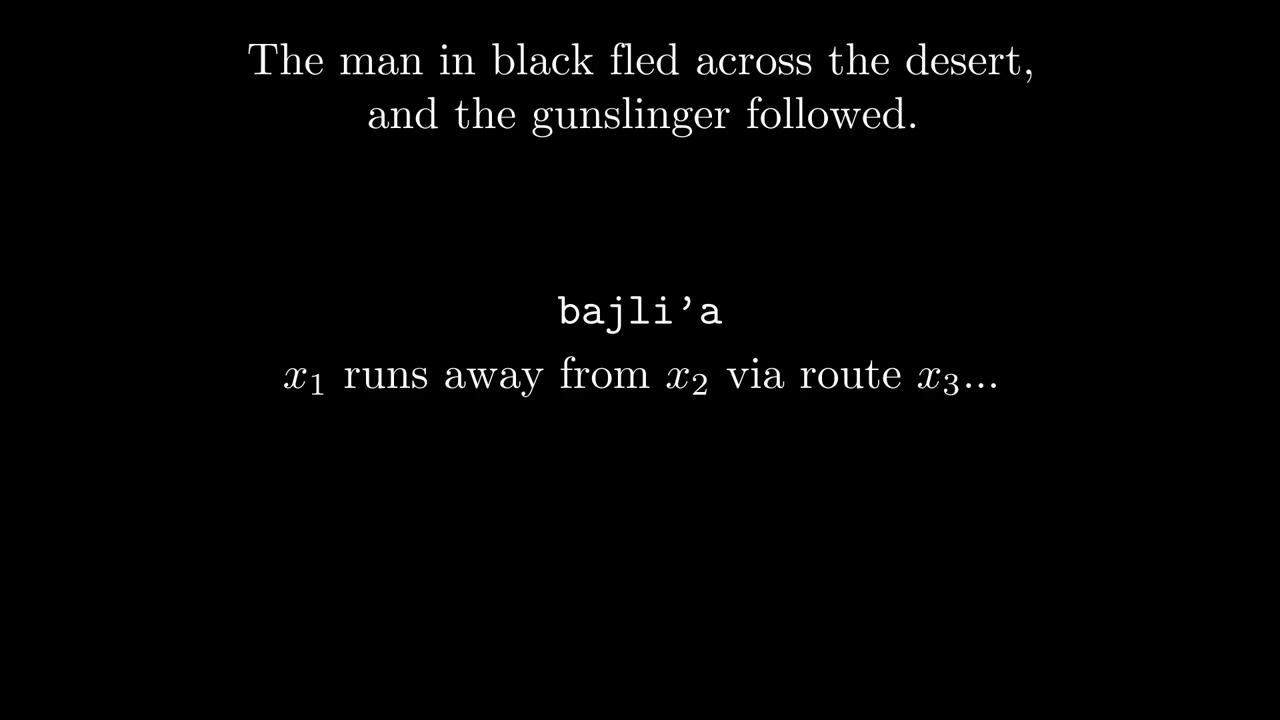 The man in black fled across the desert,
and the gunslinger followed.
bajli’a
x₁ runs away from x₂ via route x₃...